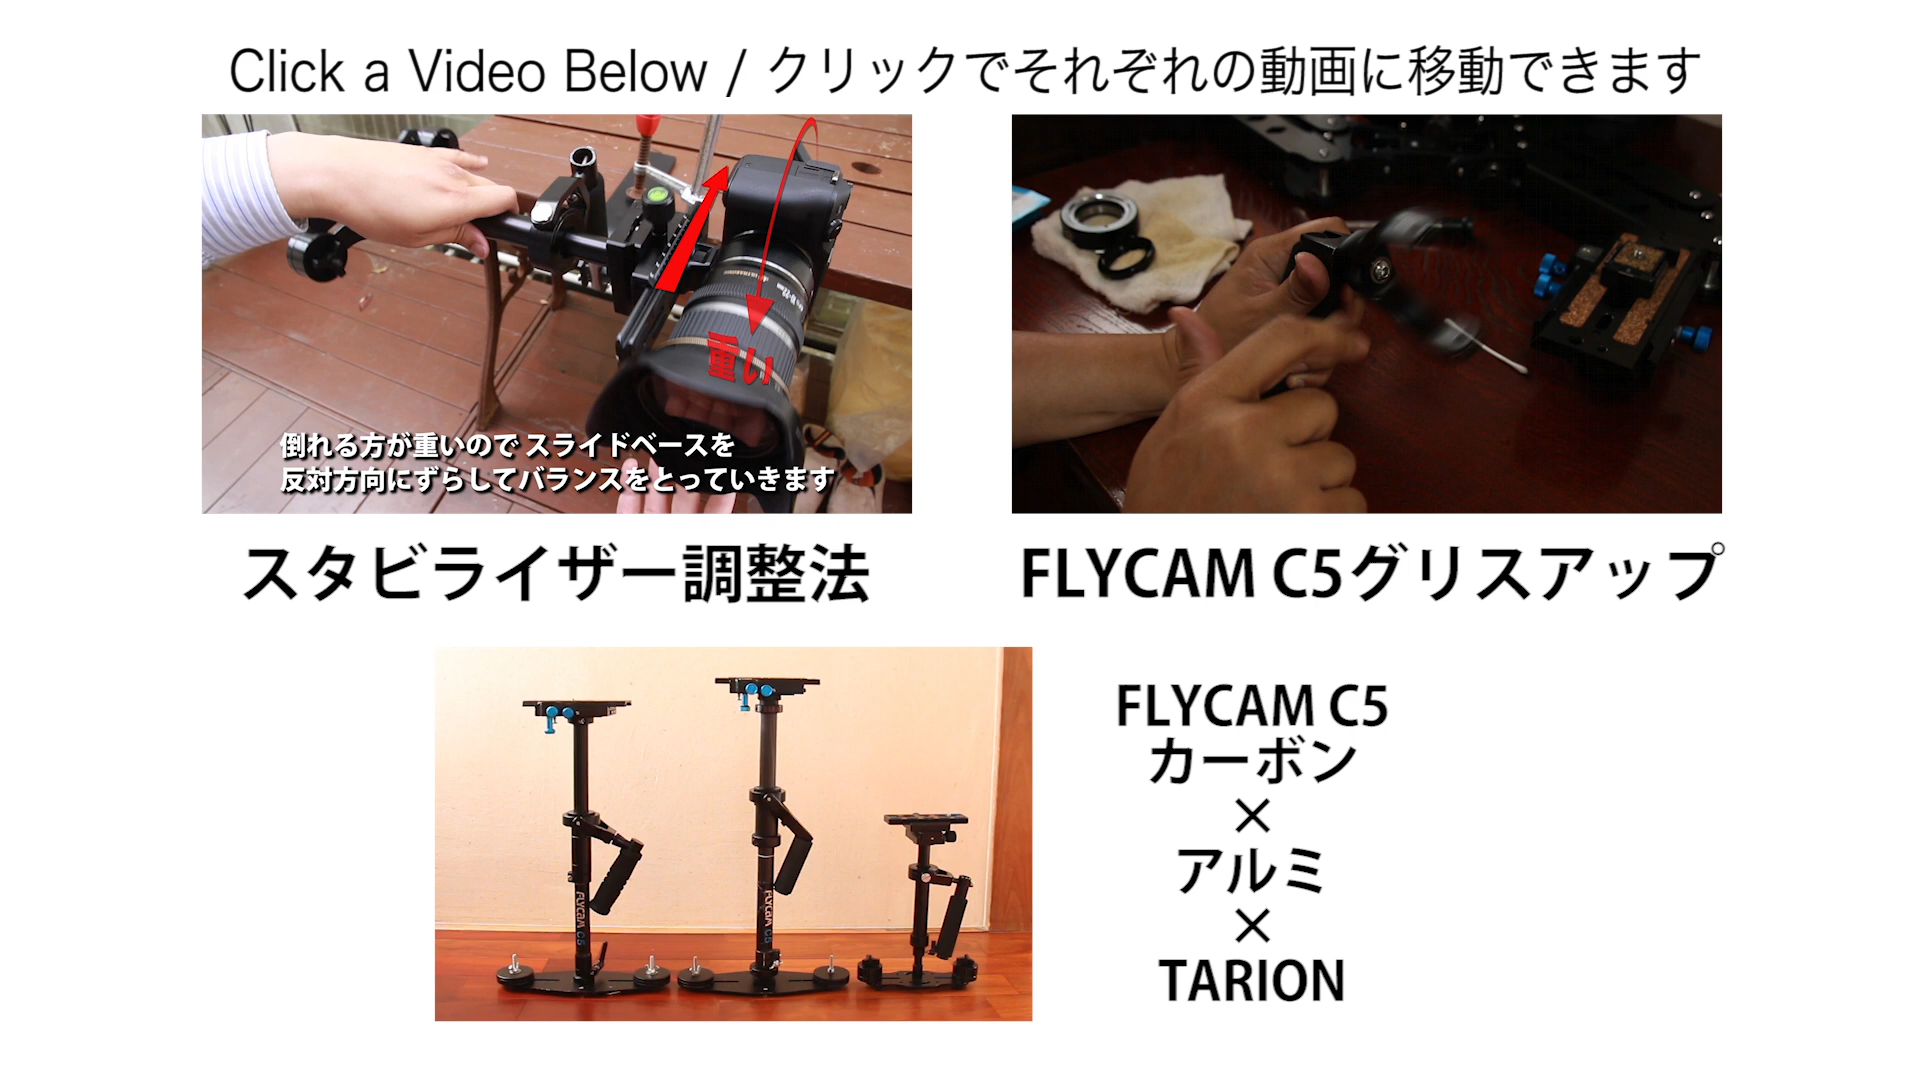 Click a Video Below / クリックでそれぞれの動画に移動できます
重い
倒れる方が重いので スライドベースを
反対方向にずらしてバランスをとっていきます
スタビライザー調整法
FLYCAM C5グリスアップ
FLYCAM C5
FLYCAM C5
FLYCAM C5
カーボン
×
アルミ
×
TARION